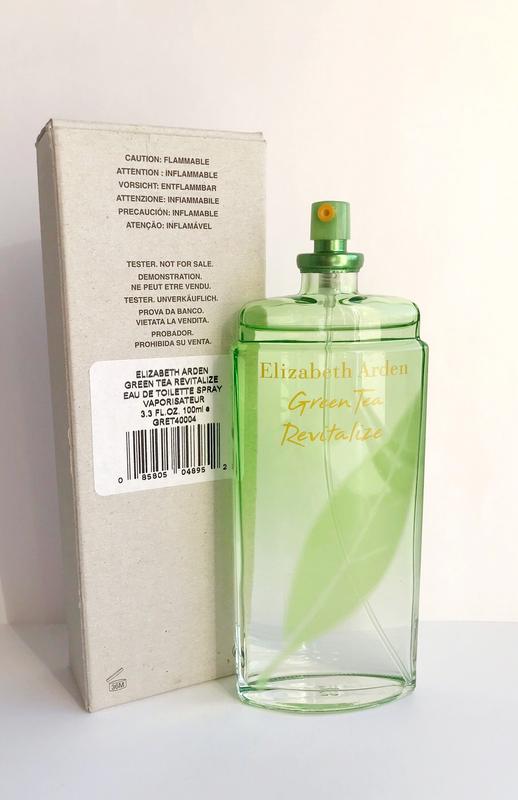 CAUTION: FLAMMABLE
ATTENTION : INFLAMMABLE
VORSICHT: ENTFLAMMBAR
ATTENZIONE: INFIAMMABILE
PRECAUCIÓN: INFLAMABLE
ATENÇÃO: INFLAMÁVEL
TESTER. NOT FOR SALE.
DEMONSTRATION.
NE PEUT ETRE VENDU.
TESTER. UNVERKÄUFLICH.
PROVA DA BANCO.
VIETATA LA VENDITA.
PROBADOR.
PROHIBIDA SU VENTA.
ELIZABETH ARDEN
GREEN TEA REVITALIZE
EAU DE TOILETTE SPRAY
VAPORISATEUR
3.3 FL.OZ. 100ml e
GRET40004
0 85805 04895 2
36M
Elizabeth Arden
Green Tea
Revitalize